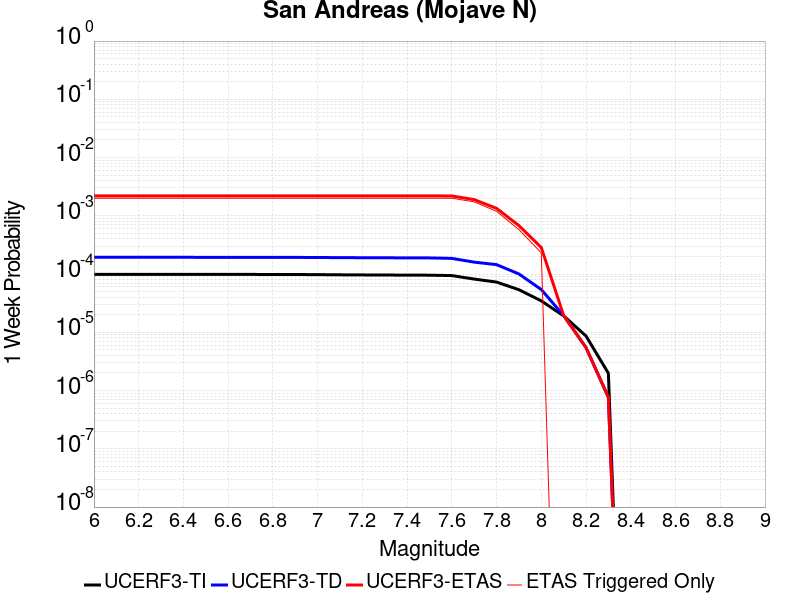 San Andreas (Mojave N)
10^0
10^-1
10^-2
10^-3
10^-4
10^-5
10^-6
10^-7
10^-8
1 Week Probability
6 6.2 6.4 6.6 6.8 7 7.2 7.4 7.6 7.8 8 8.2 8.4 8.6 8.8 9
Magnitude
UCERF3-TI UCERF3-TD UCERF3-ETAS ETAS Triggered Only